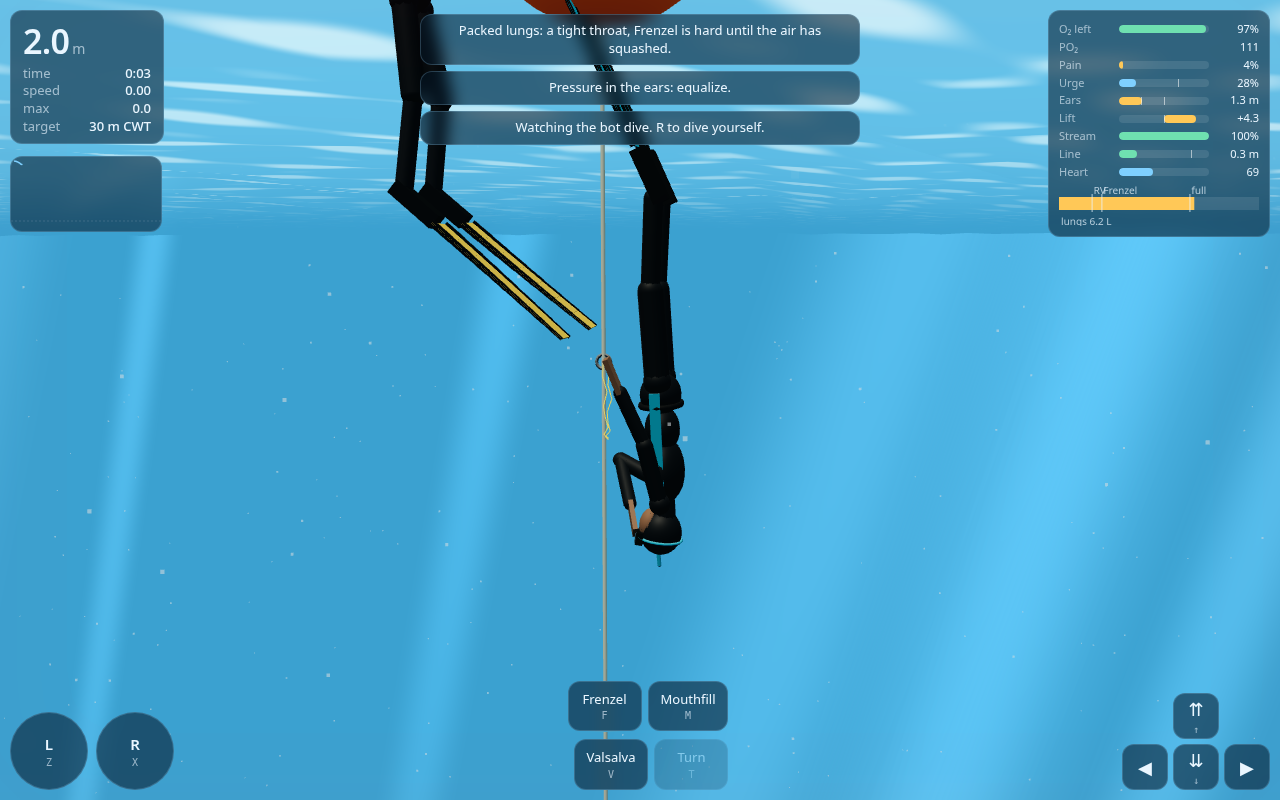 2.0 m
time 0:03
speed 0.00
max 0.0
target 30 m CWT
Packed lungs: a tight throat, Frenzel is hard until the air has
squashed.
Pressure in the ears: equalize.
Watching the bot dive. R to dive yourself.
O₂ left 97%
PO₂ 111
Pain 4%
Urge 28%
Ears 1.3 m
Lift +4.3
Stream 100%
Line 0.3 m
Heart 69
Frenzel full
lungs 6.2 L
Frenzel
F
Mouthfill
M
Valsalva
V
Turn
T
L
Z
R
X
⇈
↑
◀
⇊
↓
▶